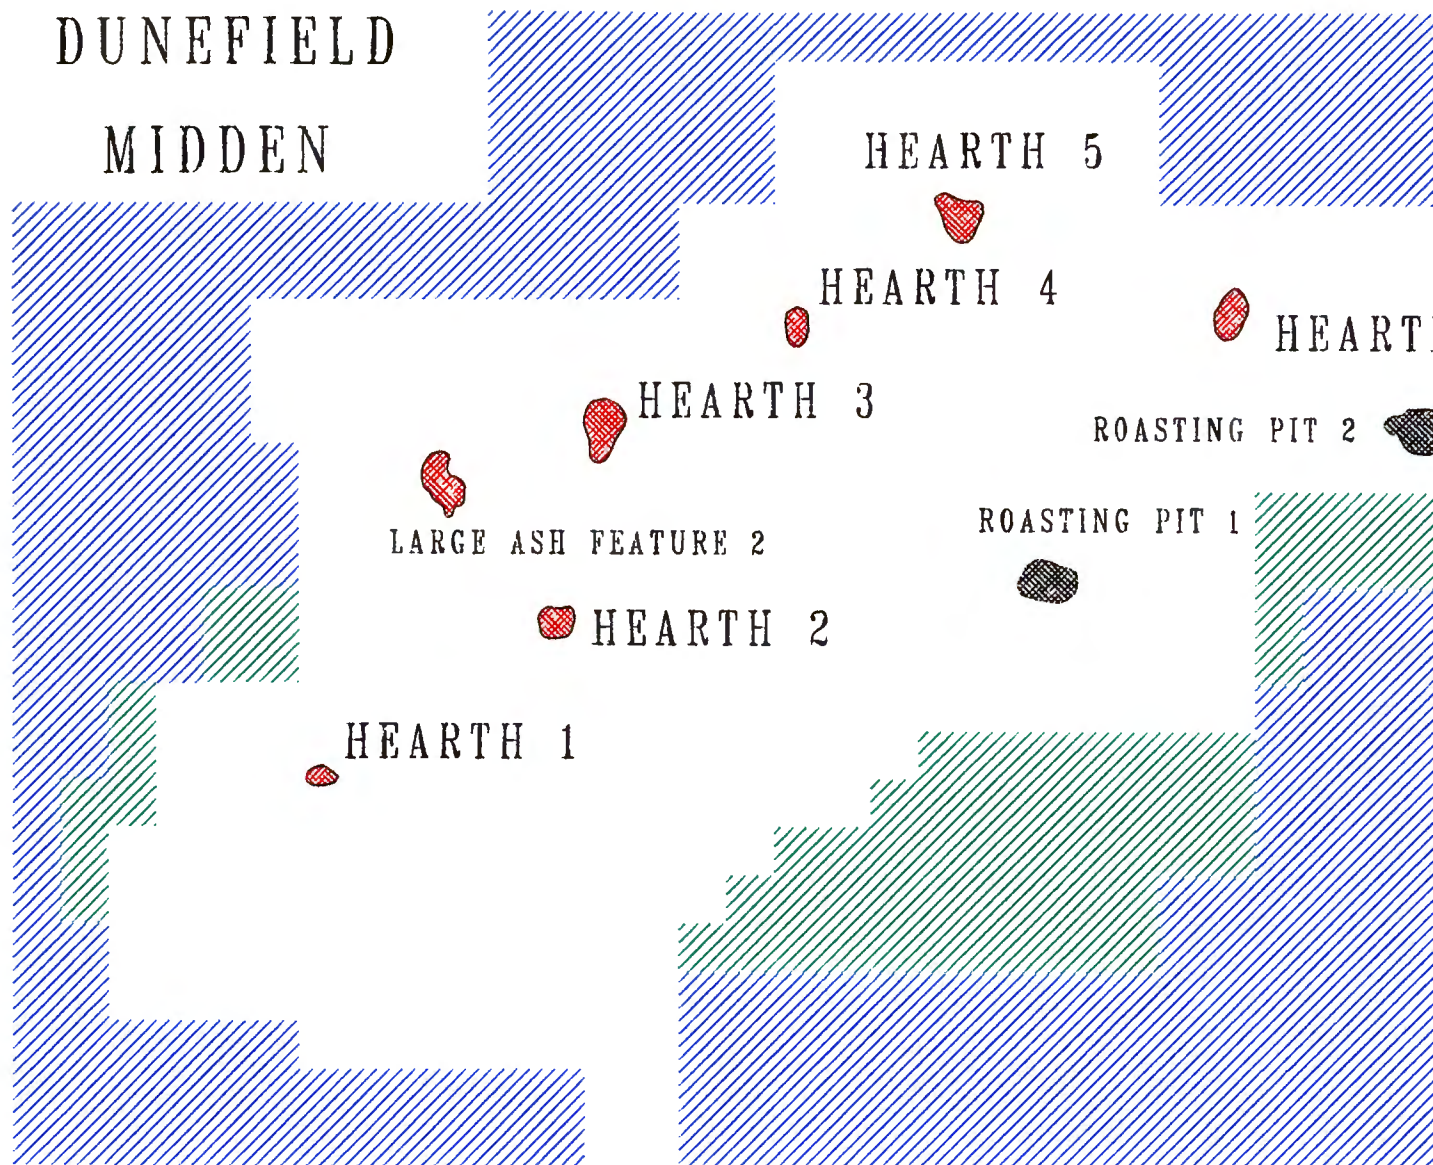 DUNEFIELD
MIDDEN
HEARTH 5
HEARTH 4
HEART
HEARTH 3
ROASTING PIT 2
ROASTING PIT 1
LARGE ASH FEATURE 2
HEARTH 2
HEARTH 1